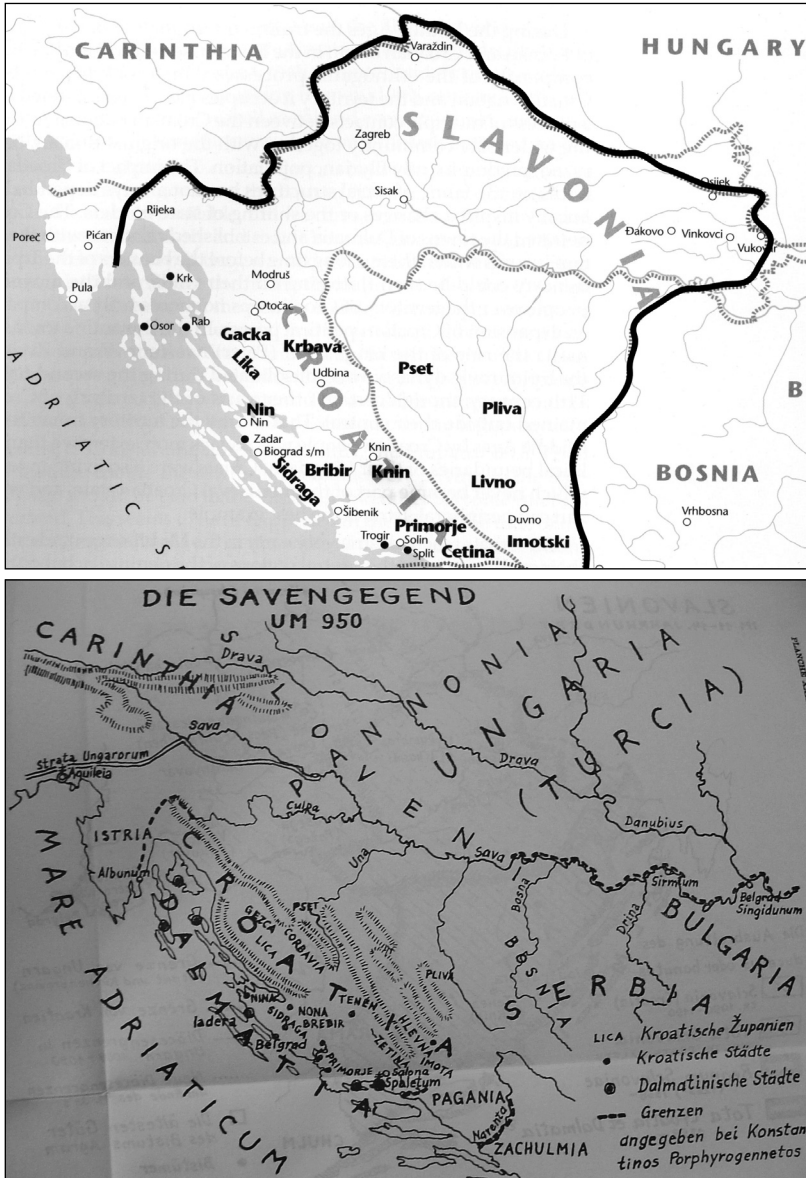 CARINTHIA
HUNGARY
Varaždin
SLAVONIA
Zagreb
Sisak
Osijek
Đakovo
Vinkovci
Vukovar
Rijeka
Poreč
Pićan
Pula
Krk
Osor
Rab
Modruš
Otočac
Gacka
CROATIA
Krbava
Lika
Udbina
Pset
Pliva
Nin
Nin
Zadar
Biograd s/m
Sidraga
Bribir
Knin
Knin
Livno
BOSNIA
B
Šibenik
Duvno
Vrhbosna
Primorje
Imotski
Trogir
Solin
Split
Cetina
ADRIATIC S
DIE SAVENGEGEND
UM 950
CARINTHIA
Drava
SLAVENI
PANNONIA
UNGARIA
(TURCIA)
PLANCHE
Sava
Strata Ungarorum
Aquileia
Drava
Culpa
Danubius
ISTRIA
Albunum
Una
Sava
Bosna
Sirmium
Drina
Belgrad
Singidunum
BULGARIA
MARE ADRIATICUM
CROATIA
DALMATIA
PSET
GEZCA
CORBAVIA
LICA
PLIVA
BOSNA
SERBIA
NINA
NONA
TENEN
Iadera
SIDRAGA
BREBIR
HLEVNA
Belgrad
IMOTA
ZETINA
PRIMORJE
Salona
Spaletum
PAGANIA
Narenta
ZACHULMIA
LICA Kroatische Županien
Kroatische Städte
Dalmatinische Städte
Grenzen
angegeben bei Konstan
tinos Porphyrogennetos